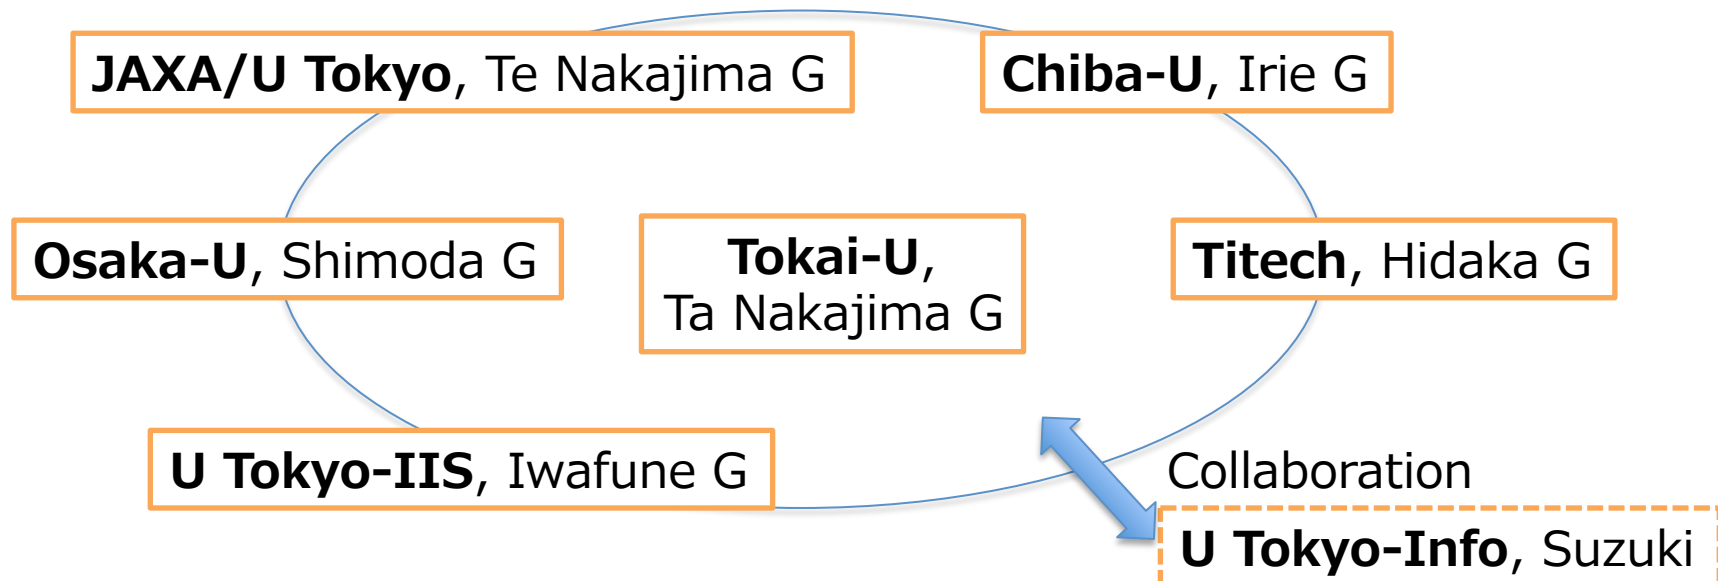 JAXA/U Tokyo, Te Nakajima G
Chiba-U, Irie G
Osaka-U, Shimoda G
Tokai-U,
Ta Nakajima G
Titech, Hidaka G
U Tokyo-IIS, Iwafune G
Collaboration
U Tokyo-Info, Suzuki